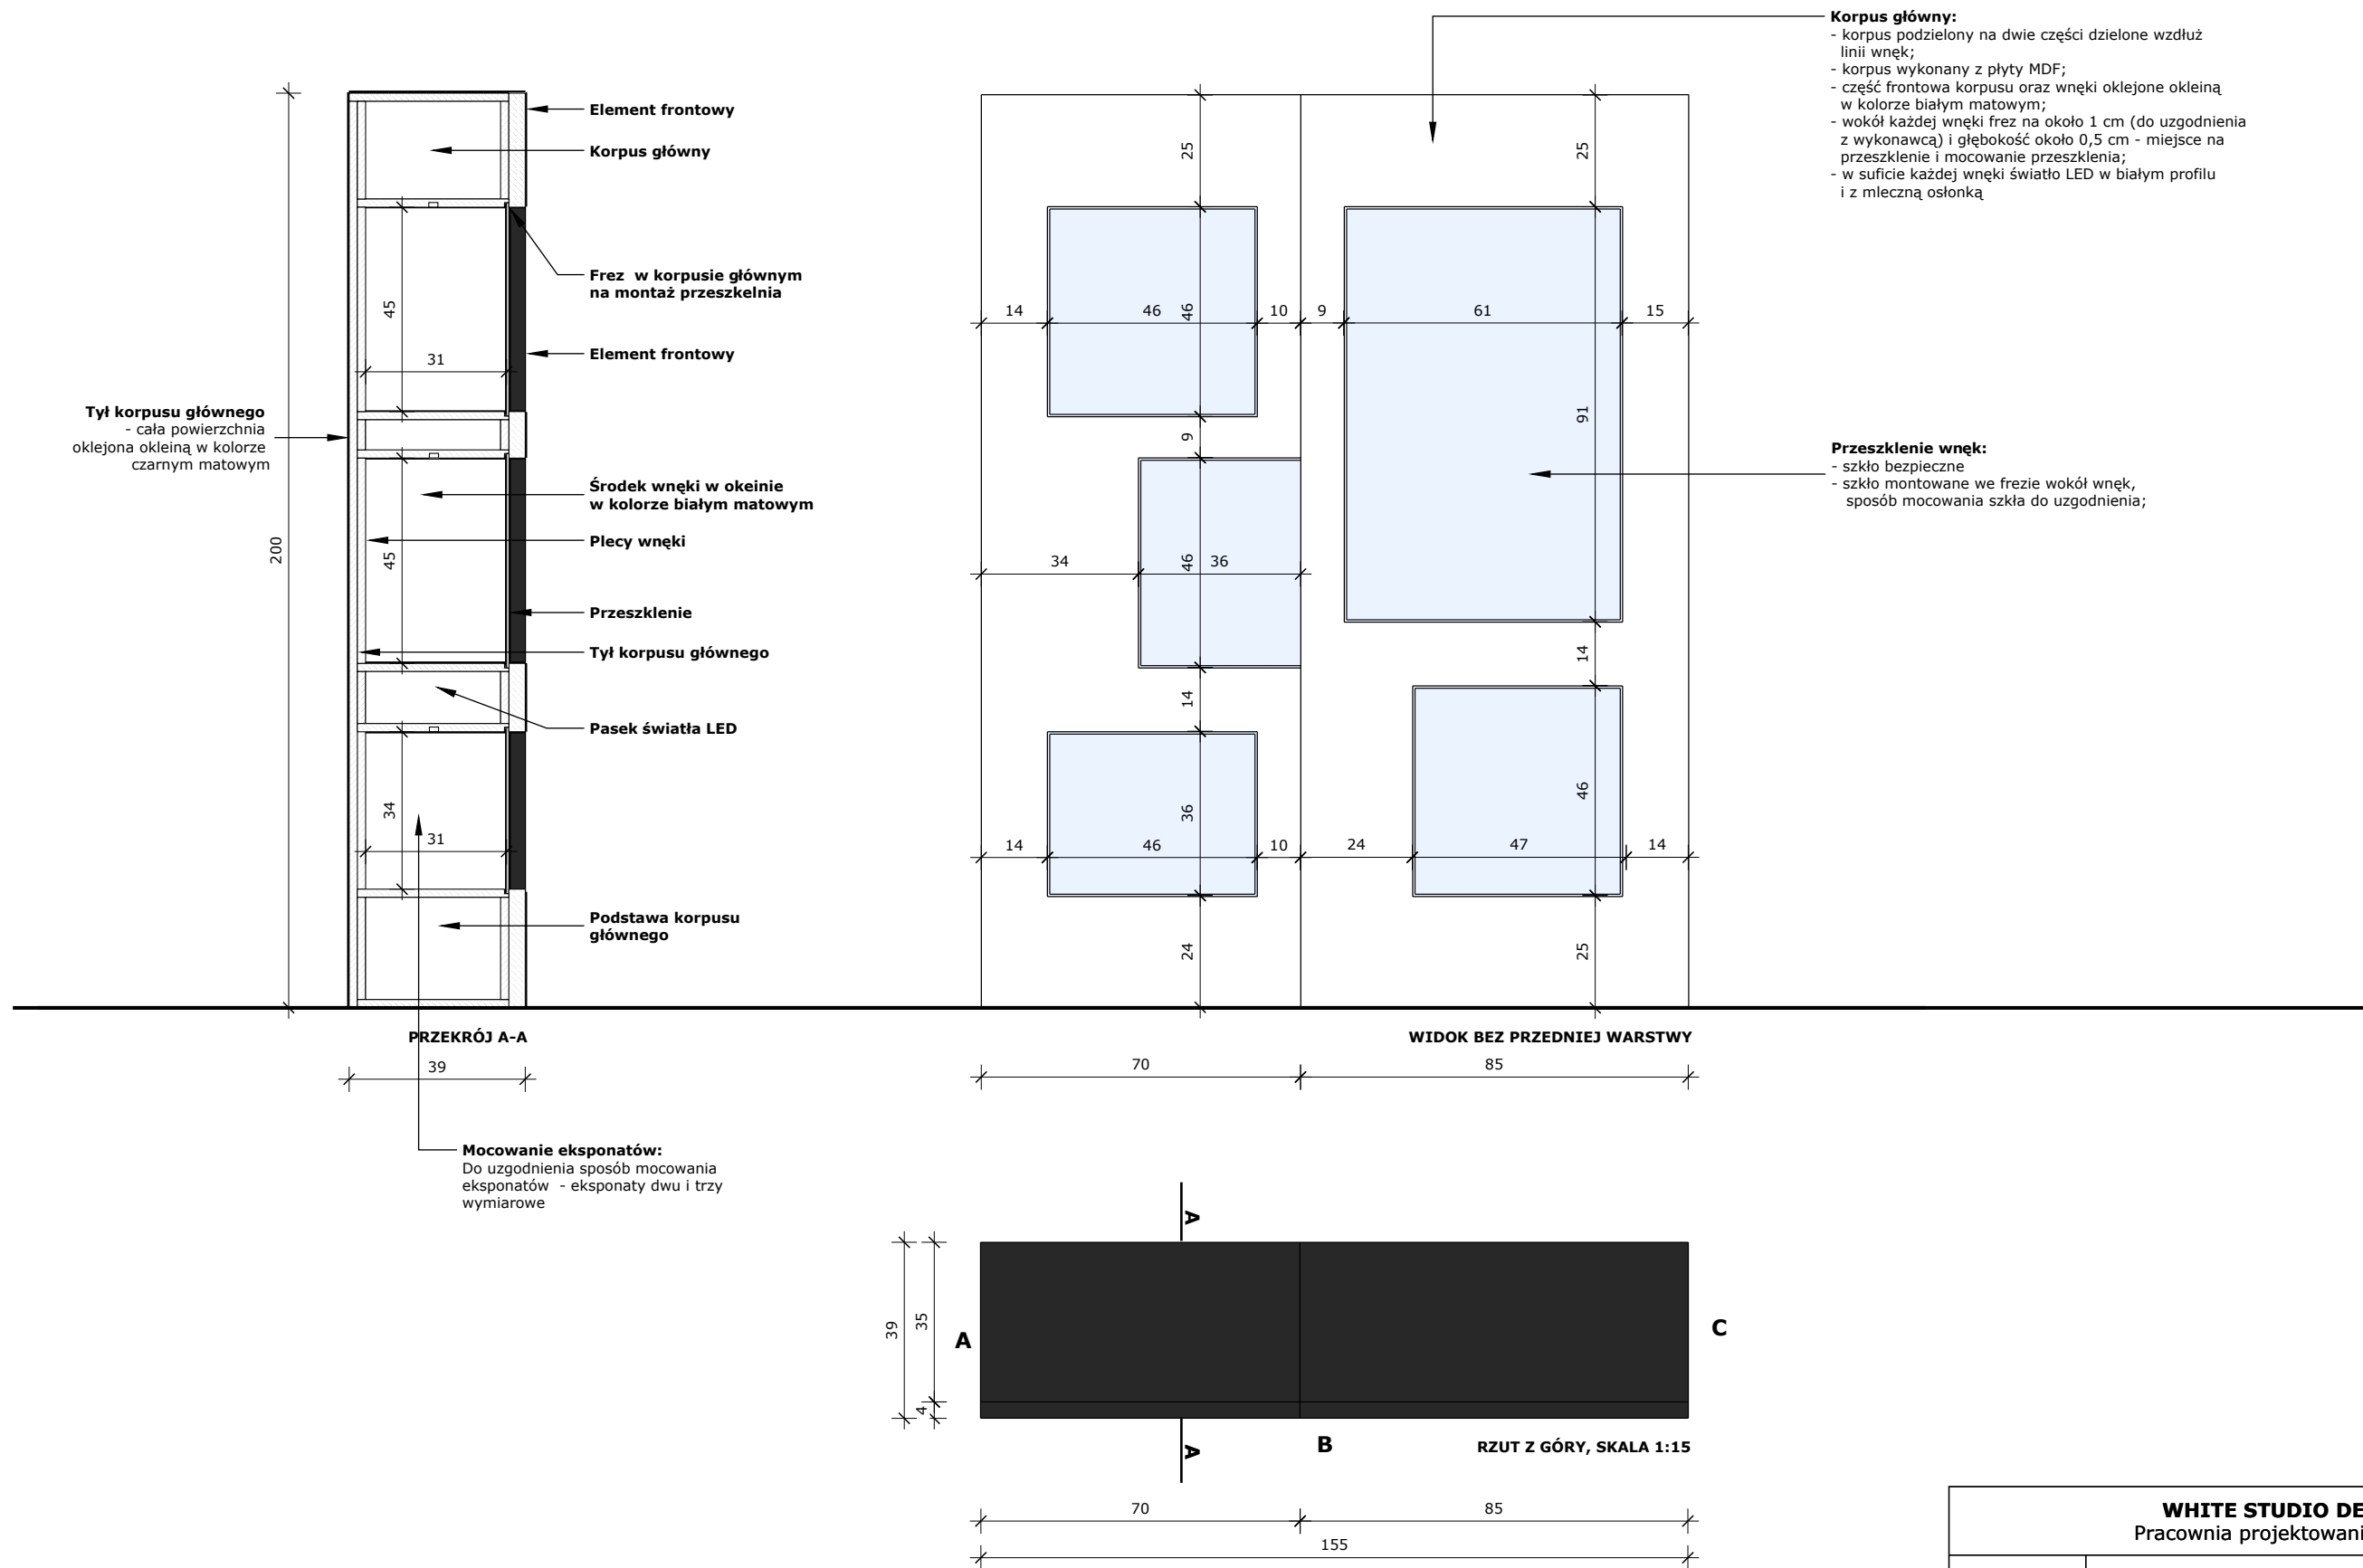 Korpus główny:
- korpus podzielony na dwie części dzielone wzdłuż
linii wnęk;
- korpus wykonany z płyty MDF;
- część frontowa korpusu oraz wnęki oklejone okleiną
w kolorze białym matowym;
- wokół każdej wnęki frez na około 1 cm (do uzgodnienia
z wykonawcą) i głębokość około 0,5 cm - miejsce na
przeszklenie i mocowanie przeszklenia;
- w suficie każdej wnęki światło LED w białym profilu
i z mleczną osłonką
Element frontowy
Korpus główny
Frez w korpusie głównym
na montaż przeszkelnia
Element frontowy
Tył korpusu głównego
- cała powierzchnia
oklejona okleiną w kolorze
czarnym matowym
Środek wnęki w okeinie
w kolorze białym matowym
Plecy wnęki
Przeszklenie
Tył korpusu głównego
Pasek światła LED
Podstawa korpusu
głównego
200
45
31
45
34
31
PRZEKRÓJ A-A
39
Mocowanie eksponatów:
Do uzgodnienia sposób mocowania
eksponatów - eksponaty dwu i trzy
wymiarowe
25
25
14
46
46
10
9
61
15
91
9
34
46
36
14
14
14
46
36
10
24
47
46
14
24
25
Przeszklenie wnęk:
- szkło bezpieczne
- szkło montowane we frezie wokół wnęk,
sposób mocowania szkła do uzgodnienia;
WIDOK BEZ PRZEDNIEJ WARSTWY
70
85
A
39
35
4
A
C
A
B
RZUT Z GÓRY, SKALA 1:15
70
85
155
WHITE STUDIO DE
Pracownia projektowani